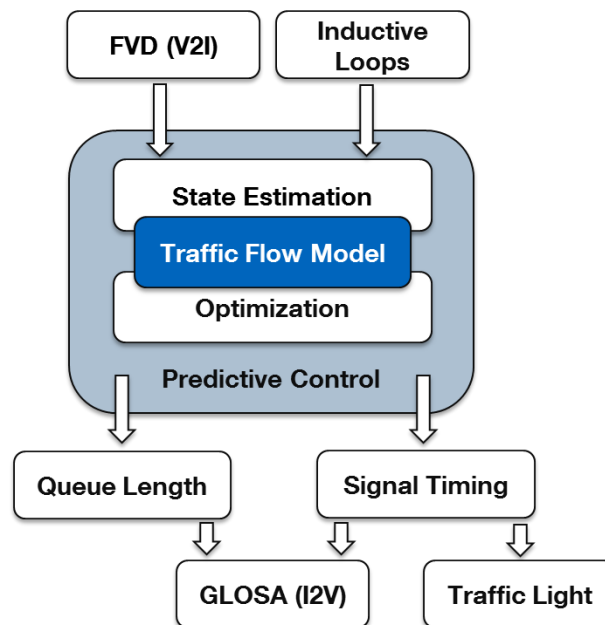 FVD (V2I)
Inductive
Loops
State Estimation
Traffic Flow Model
Optimization
Predictive Control
Queue Length
Signal Timing
GLOSA (I2V)
Traffic Light